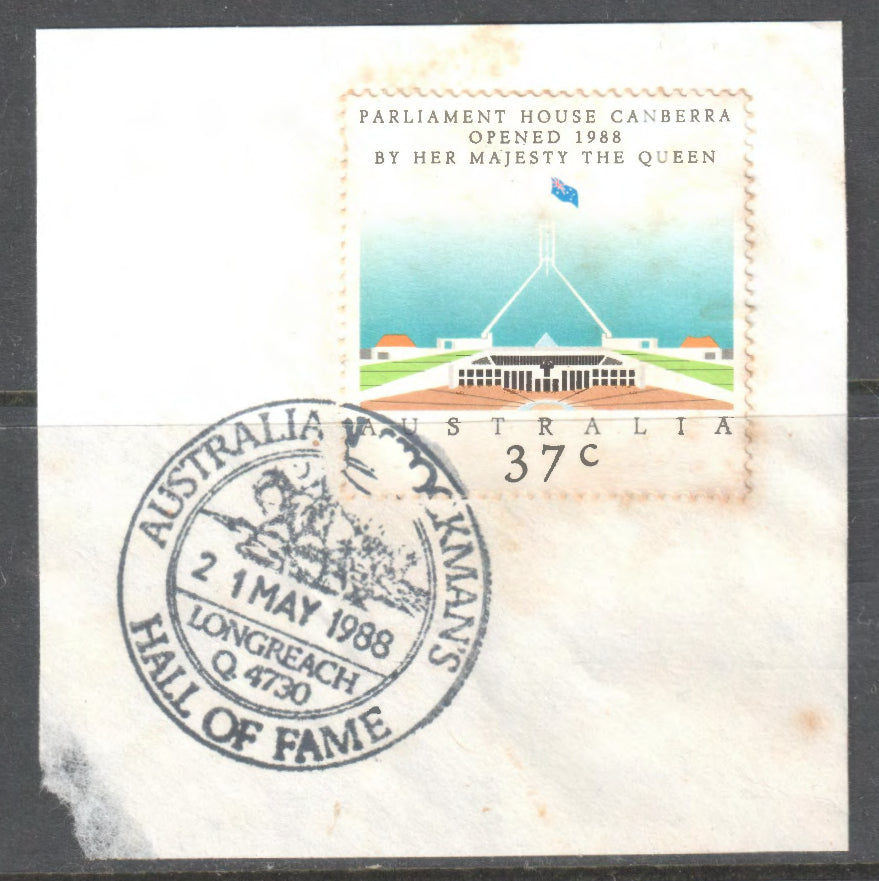 PARLIAMENT HOUSE CANBERRA
OPENED 1988
BY HER MAJESTY THE QUEEN
AUSTRALIA
37c
AUSTRALIA OCKMAN'S
21 MAY 1988
LONGREACH
Q. 4730
HALL OF FAME